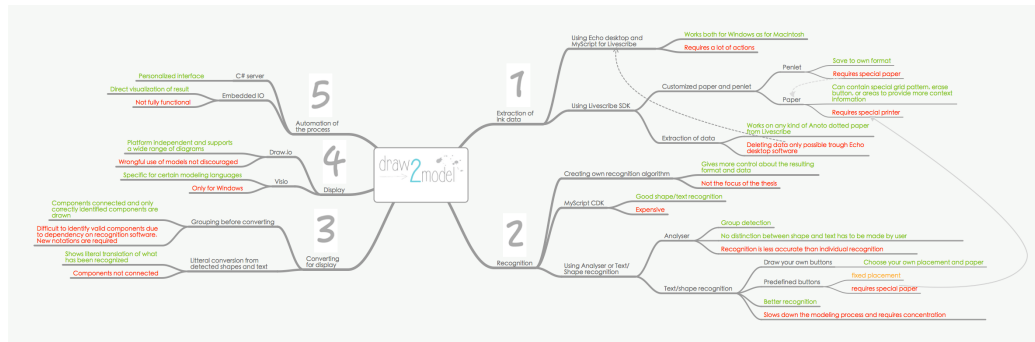 draw
2
model
1
Extraction of
ink data
Using Echo desktop and
MyScript for Livescribe
Works both for Windows as for Macintosh
Requires a lot of actions
Using Livescribe SDK
Customized paper and penlet
Penlet
Save to own format
Requires special paper
Paper
Can contain special grid pattern, erase
button, or areas to provide more context
information
Requires special printer
Extraction of data
Works on any kind of Anoto dotted paper
from Livescribe
Deleting data only possible trough Echo
desktop software
2
Recognition
Creating own recognition algorithm
Gives more control about the resulting
format and data
Not the focus of the thesis
MyScript CDK
Good shape/text recognition
Expensive
Using Analyser or Text/
Shape recognition
Analyser
Group detection
No distinction between shape and text has to be made by user
Recognition is less accurate than individual recognition
Text/shape recognition
Draw your own buttons
Choose your own placement and paper
Predefined buttons
Fixed placement
requires special paper
Better recognition
Slows down the modeling process and requires concentration
3
Converting
for display
Grouping before converting
Components connected and only
correctly identified components are
drawn
Difficult to identify valid components due
to dependency on recognition software.
New notations are required
Litteral conversion from
detected shapes and text
Shows literal translation of what
has been recognized
Components not connected
4
Display
Draw.io
Platform independent and supports
a wide range of diagrams
Wrongful use of models not discouraged
Visio
Specific for certain modeling languages
Only for Windows
5
Automation of
the process
C# server
Personalized interface
Embedded IO
Direct visualization of result
Not fully functional